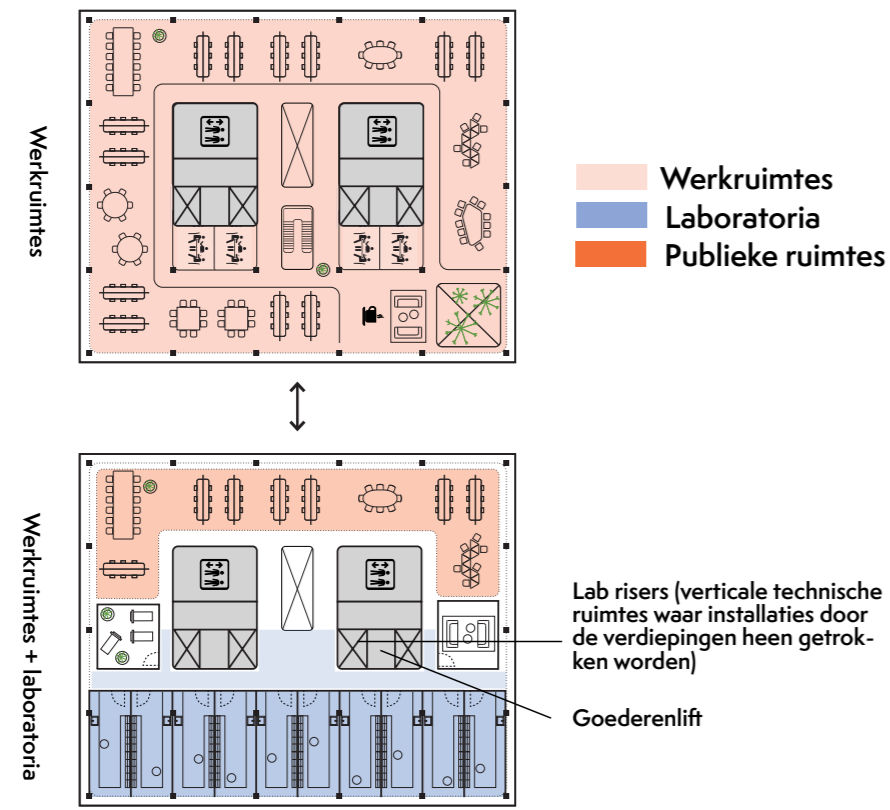 Werkruimtes
Werkruimtes
Laboratoria
Publieke ruimtes
Werkruimtes + laboratoria
Lab risers (verticale technische
ruimtes waar installaties door
de verdiepingen heen getrok-
ken worden)
Goederenlift